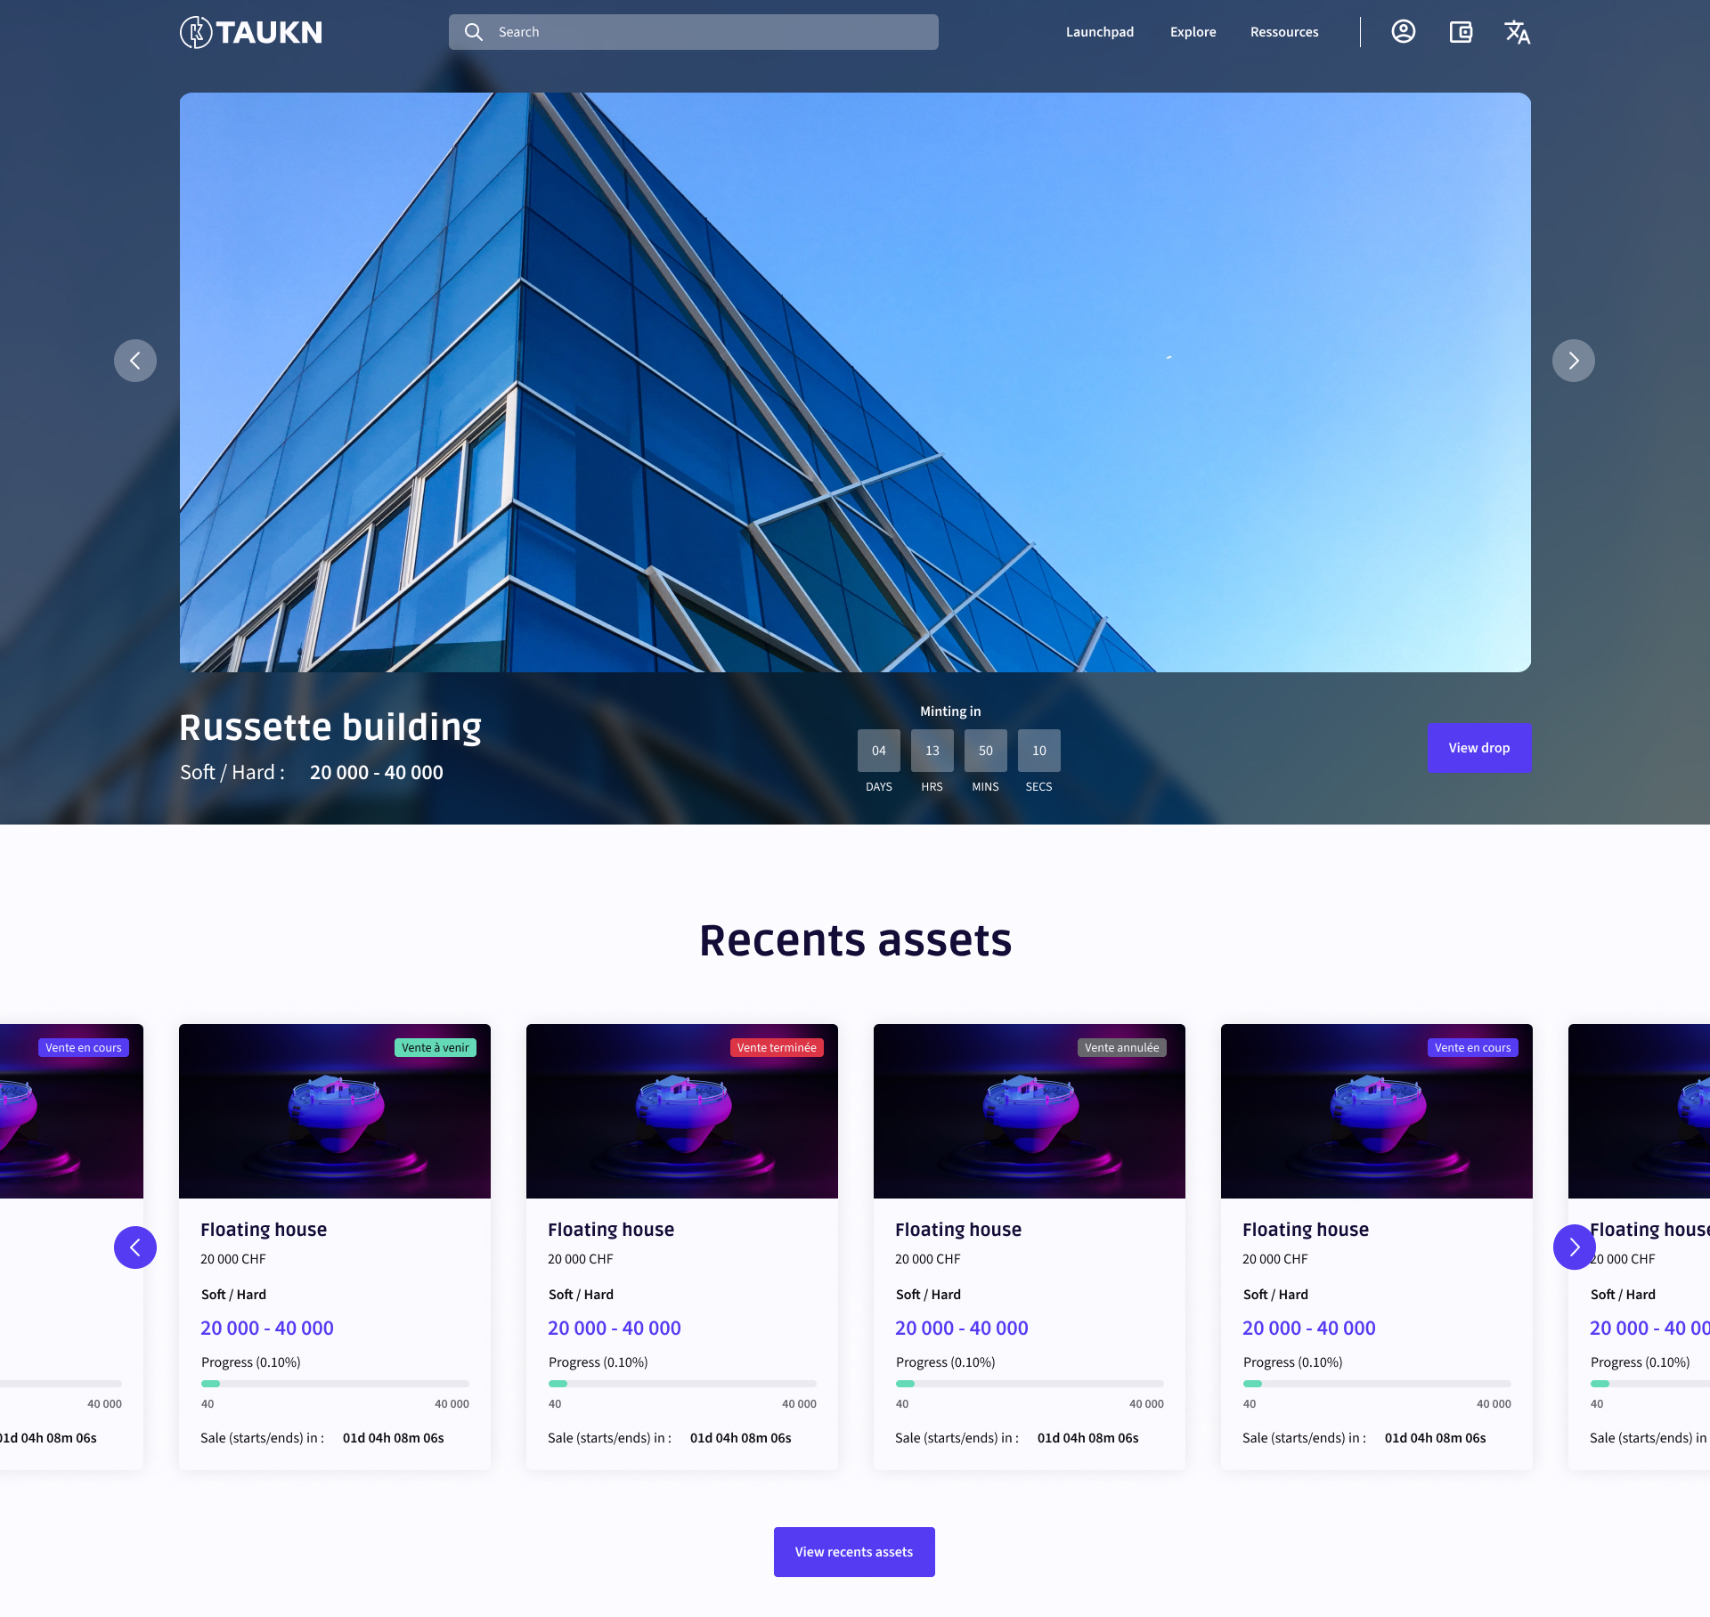 TAUKN
Search
Launchpad
Explore
Ressources
Russette building
Soft / Hard : 20 000 - 40 000
Minting in
04 13 50 10
DAYS HRS MINS SECS
View drop
Recents assets
Vente en cours
40 000
01d 04h 08m 06s
Vente à venir
Floating house
20 000 CHF
Soft / Hard
20 000 - 40 000
Progress (0.10%)
40 40 000
Sale (starts/ends) in : 01d 04h 08m 06s
Vente terminée
Floating house
20 000 CHF
Soft / Hard
20 000 - 40 000
Progress (0.10%)
40 40 000
Sale (starts/ends) in : 01d 04h 08m 06s
Vente annulée
Floating house
20 000 CHF
Soft / Hard
20 000 - 40 000
Progress (0.10%)
40 40 000
Sale (starts/ends) in : 01d 04h 08m 06s
Vente en cours
Floating house
20 000 CHF
Soft / Hard
20 000 - 40 000
Progress (0.10%)
40 40 000
Sale (starts/ends) in : 01d 04h 08m 06s
Floating house
20 000 CHF
Soft / Hard
20 000 - 40 00
Progress (0.10%)
40
Sale (starts/ends) in
View recents assets